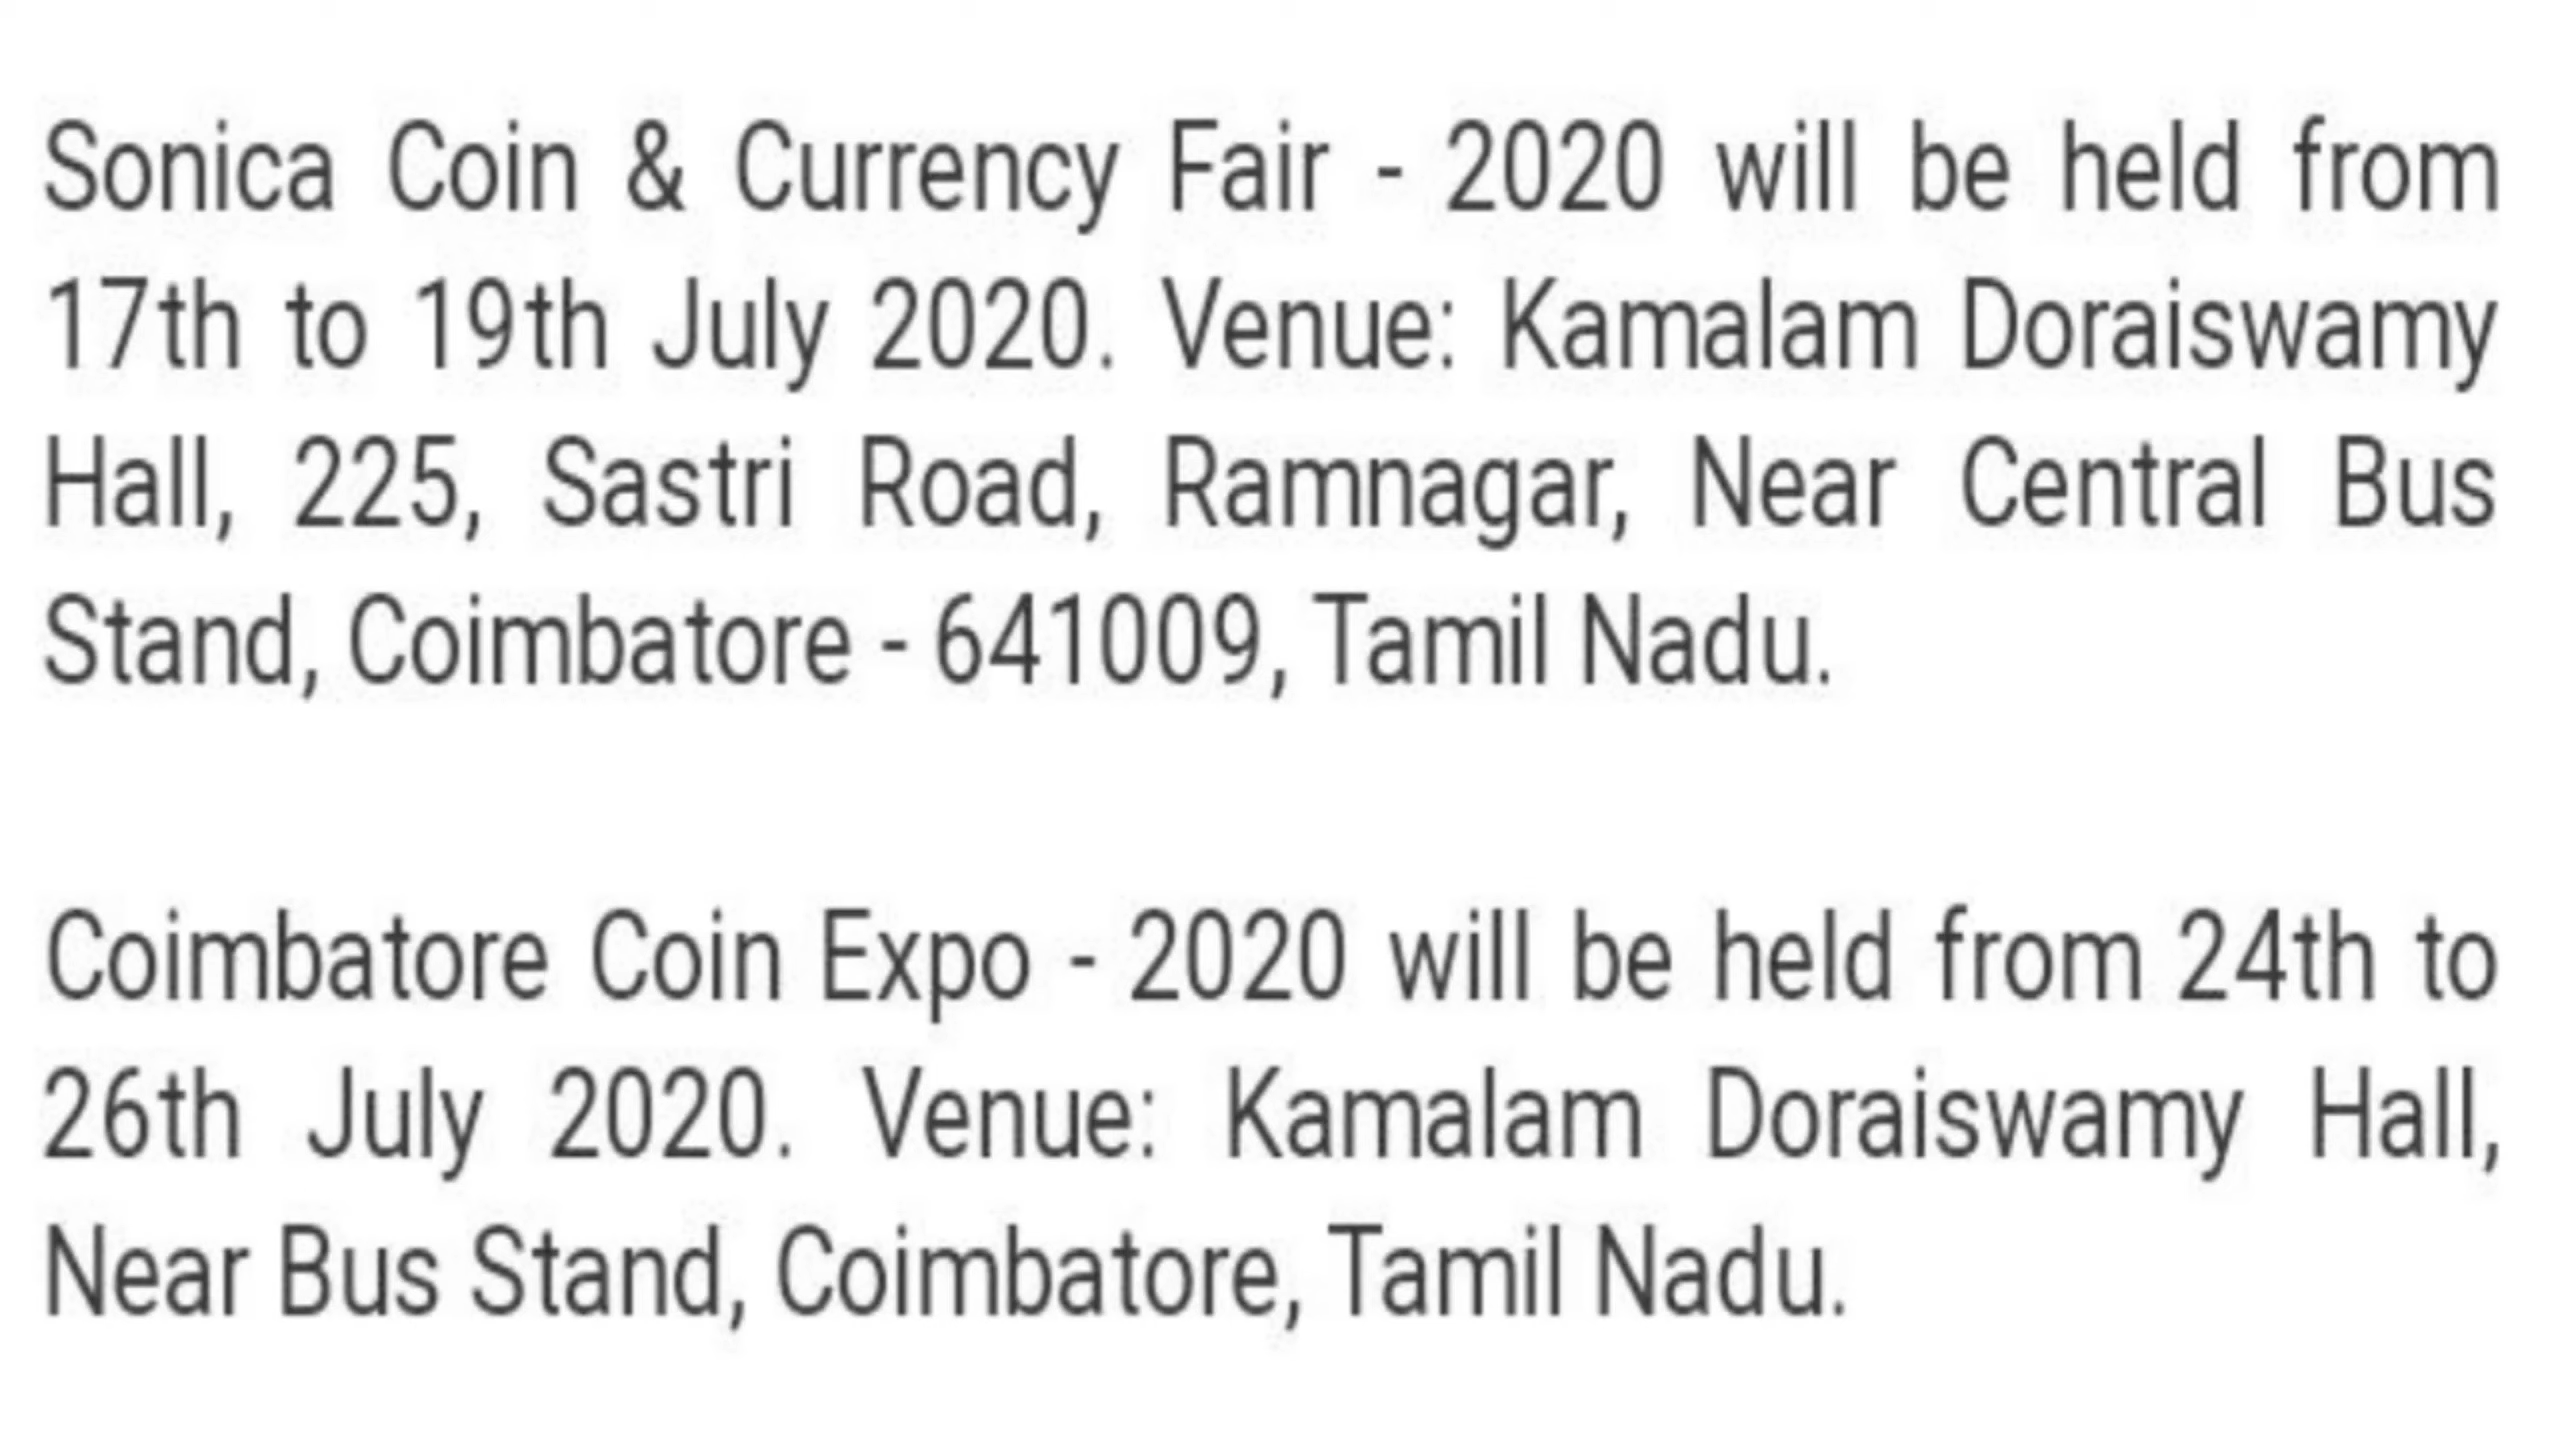 Sonica Coin & Currency Fair - 2020 will be held from
17th to 19th July 2020. Venue: Kamalam Doraiswamy
Hall, 225, Sastri Road, Ramnagar, Near Central Bus
Stand, Coimbatore - 641009, Tamil Nadu.
Coimbatore Coin Expo - 2020 will be held from 24th to
26th July 2020. Venue: Kamalam Doraiswamy Hall,
Near Bus Stand, Coimbatore, Tamil Nadu.